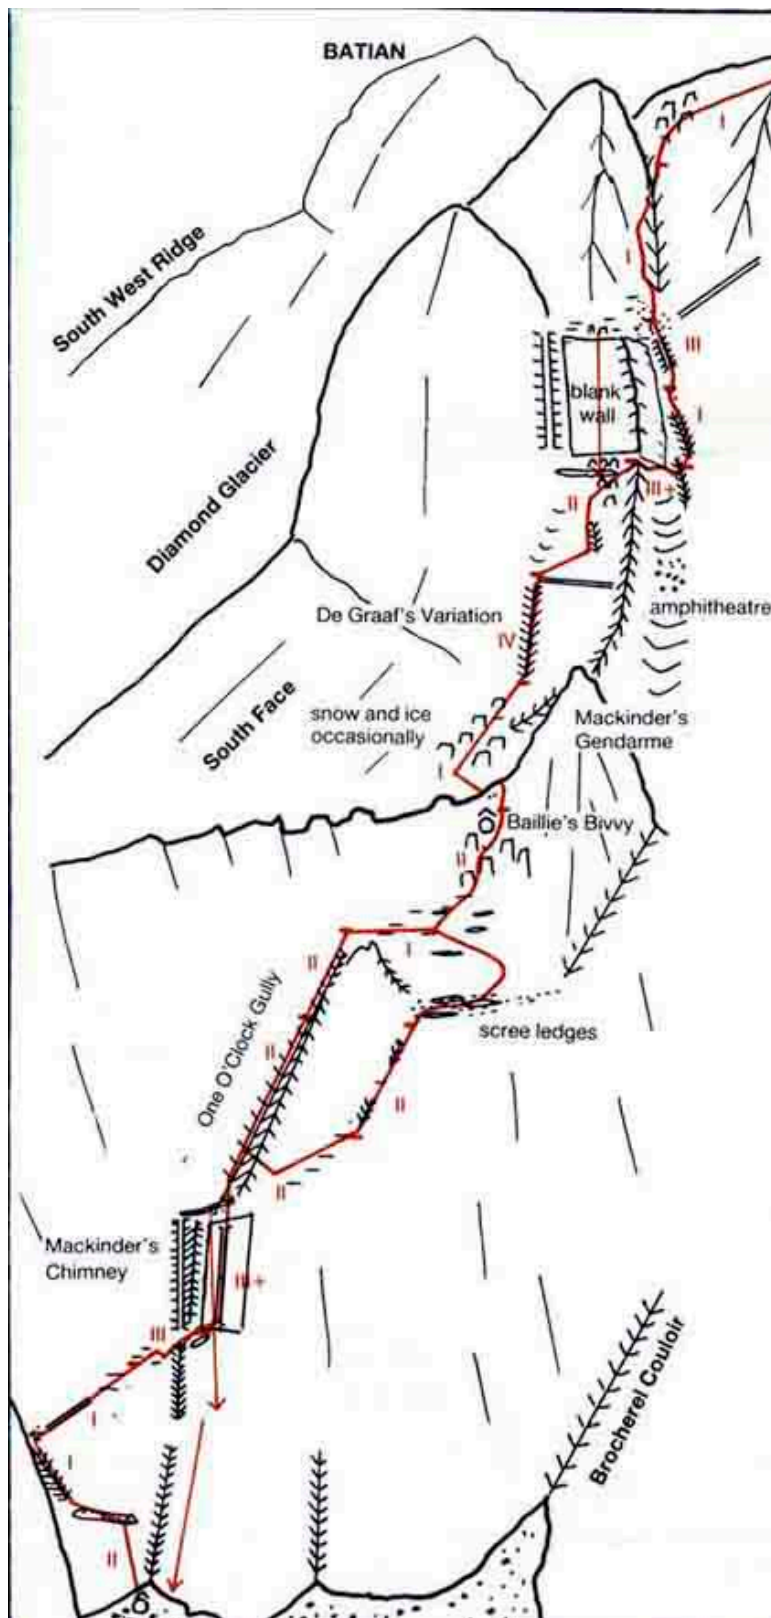 BATIAN
I
South West Ridge
I
III
blank
wall
I
Diamond Glacier
II
III+
De Graaf's Variation
IV
amphitheatre
South Face
snow and ice
occasionally
Mackinder's
Gendarme
I
Baillie's Bivvy
II
II
I
One O'Clock Gully
II
scree ledges
II
II
Mackinder's
Chimney
III+
III
I
I
Brocherel Couloir
II